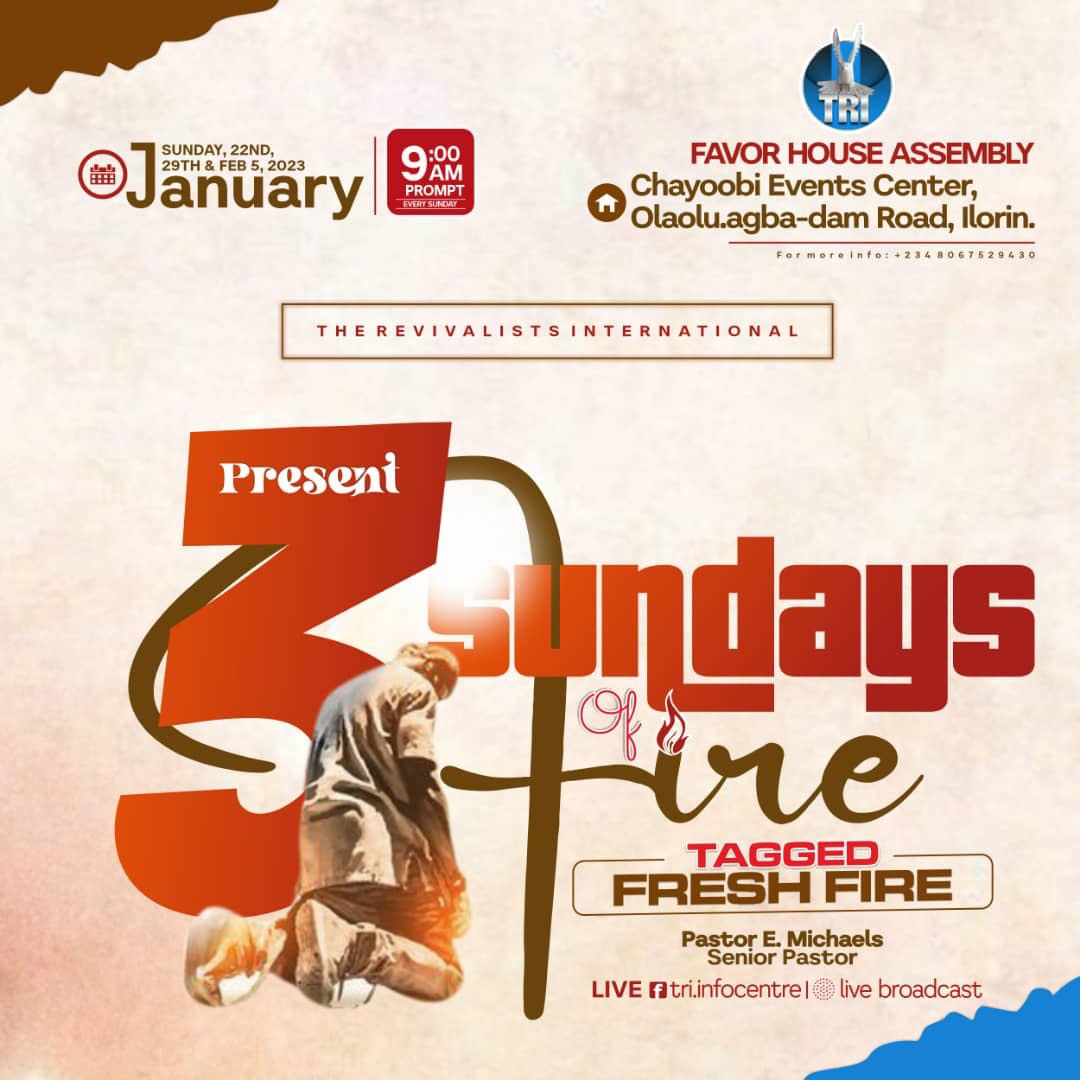 SUNDAY, 22ND,
29TH & FEB 5, 2023
January
9:00
AM
PROMPT
EVERY SUNDAY
TRI
FAVOR HOUSE ASSEMBLY
Chayoobi Events Center,
Olaolu.agba-dam Road, Ilorin.
For more info: +234 8067529430
THE REVIVALISTS INTERNATIONAL
Present
3 Sundays
Of fire
TAGGED
FRESH FIRE
Pastor E. Michaels
Senior Pastor
LIVE f tri.infocentre | live broadcast